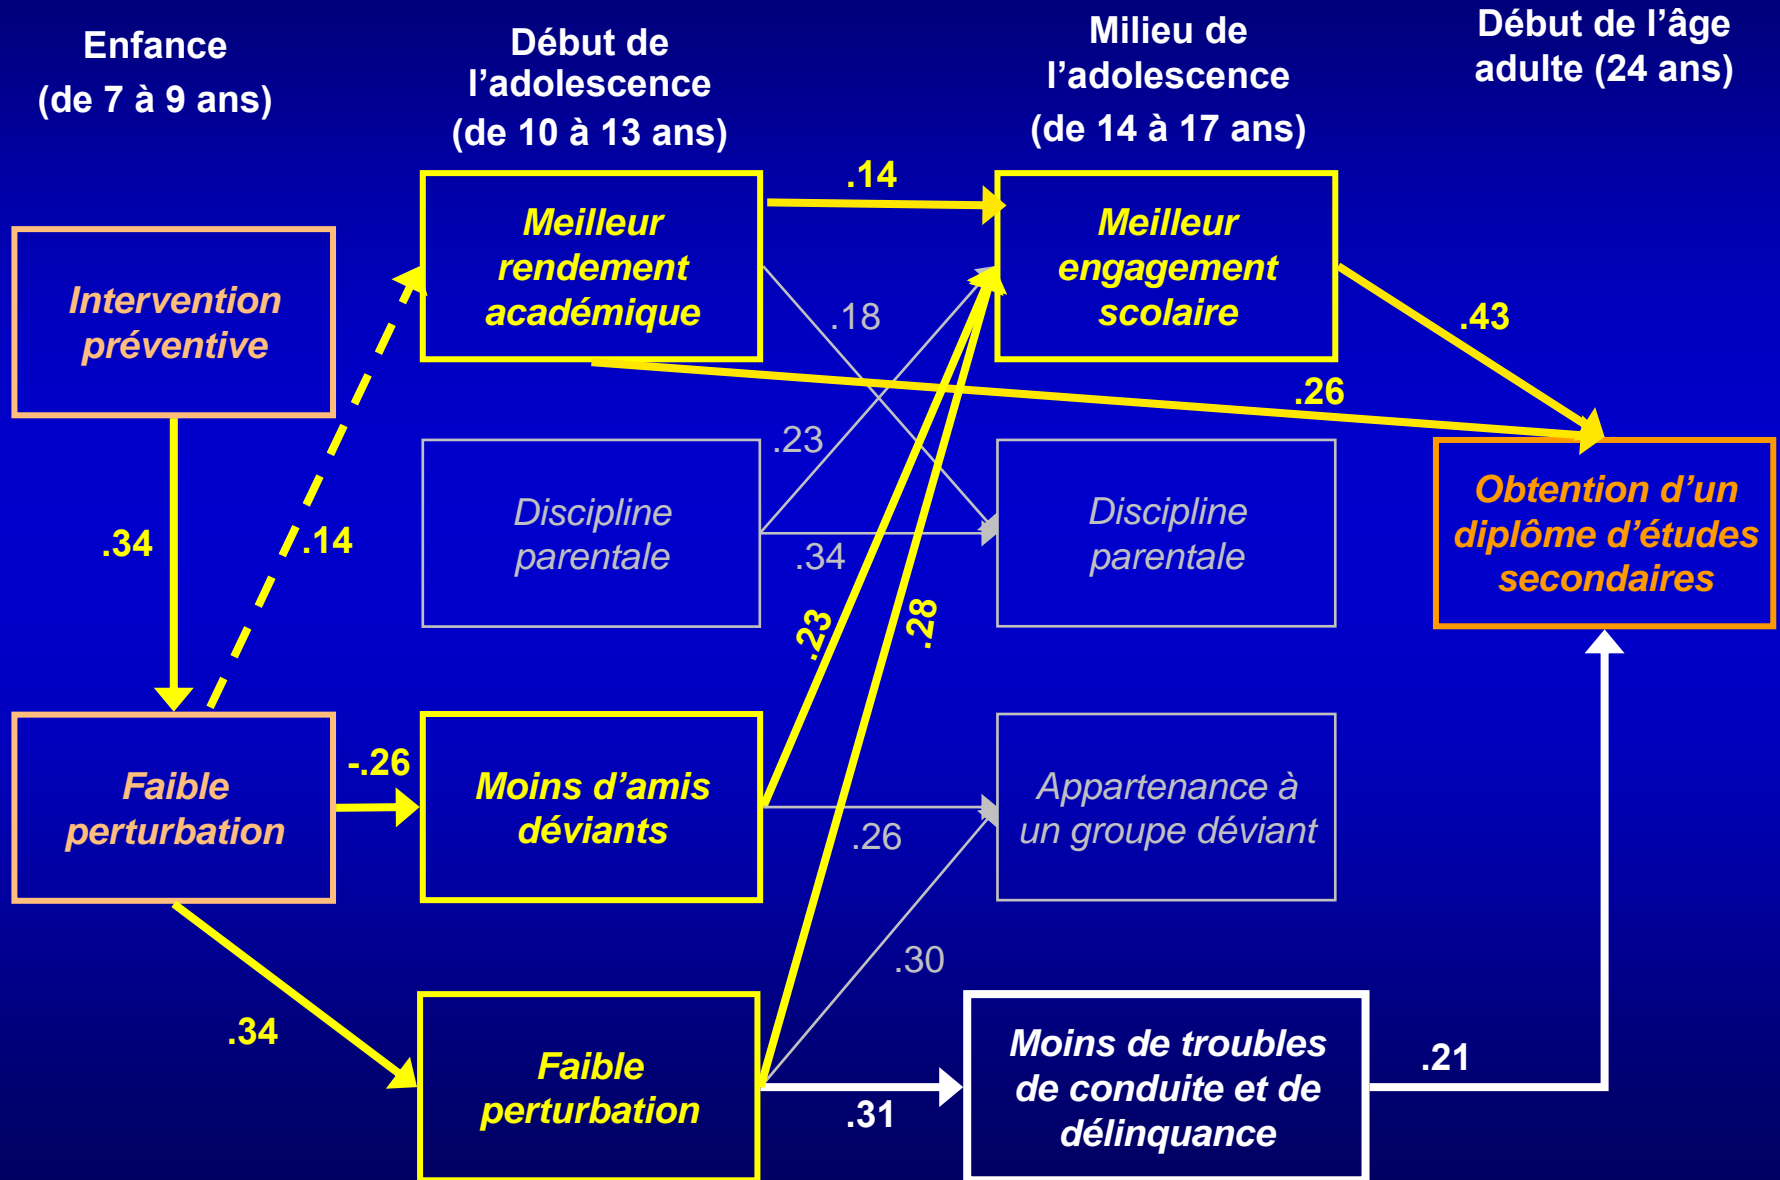 Enfance
(de 7 à 9 ans)
Début de
l’adolescence
(de 10 à 13 ans)
Milieu de
l’adolescence
(de 14 à 17 ans)
Début de l’âge
adulte (24 ans)
Intervention
préventive
Meilleur
rendement
académique
.14
Meilleur
engagement
scolaire
.18
.43
.26
.23
.34
.14
Discipline
parentale
.34
Discipline
parentale
Obtention d’un
diplôme d’études
secondaires
.23
.28
Faible
perturbation
-.26
Moins d’amis
déviants
.26
Appartenance à
un groupe déviant
.30
.34
Faible
perturbation
.31
Moins de troubles
de conduite et de
délinquance
.21